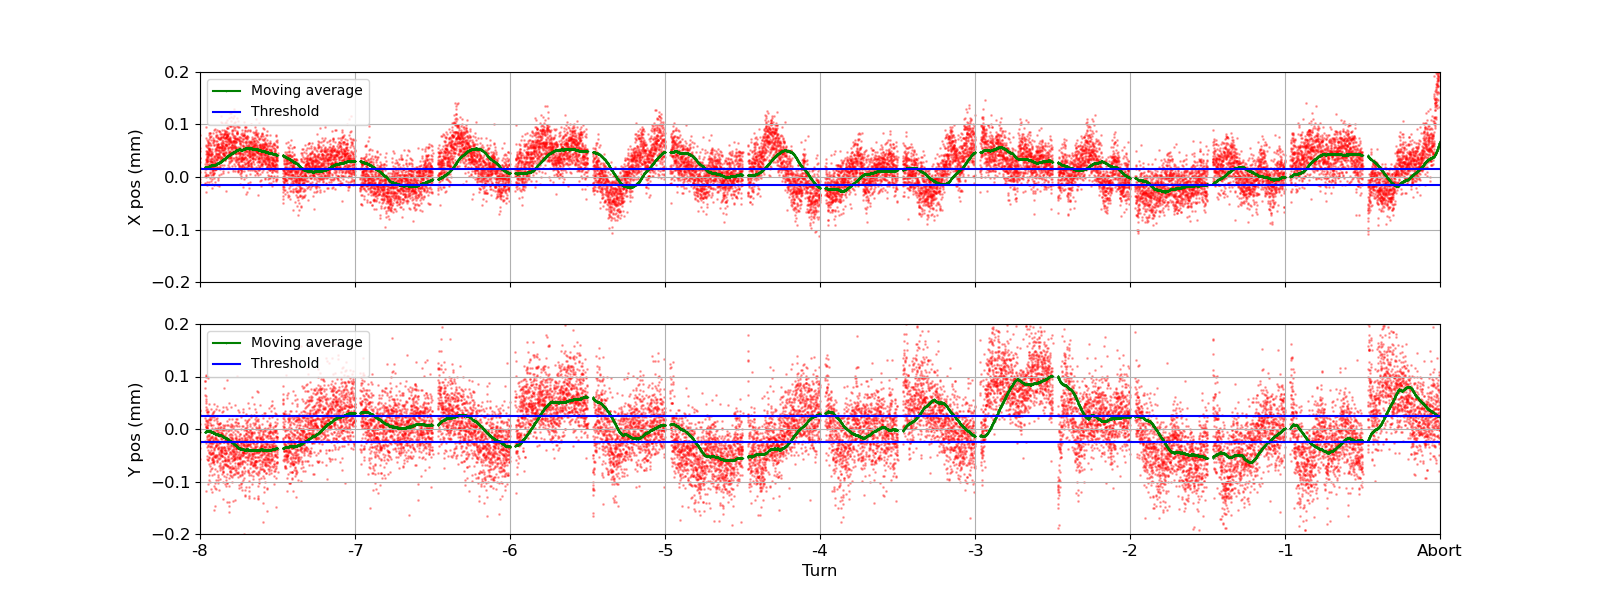 0.2
0.1
0.0
−0.1
−0.2
X pos (mm)
Moving average
Threshold
0.2
0.1
0.0
−0.1
−0.2
Y pos (mm)
Moving average
Threshold
-8 -7 -6 -5 -4 -3 -2 -1 Abort
Turn